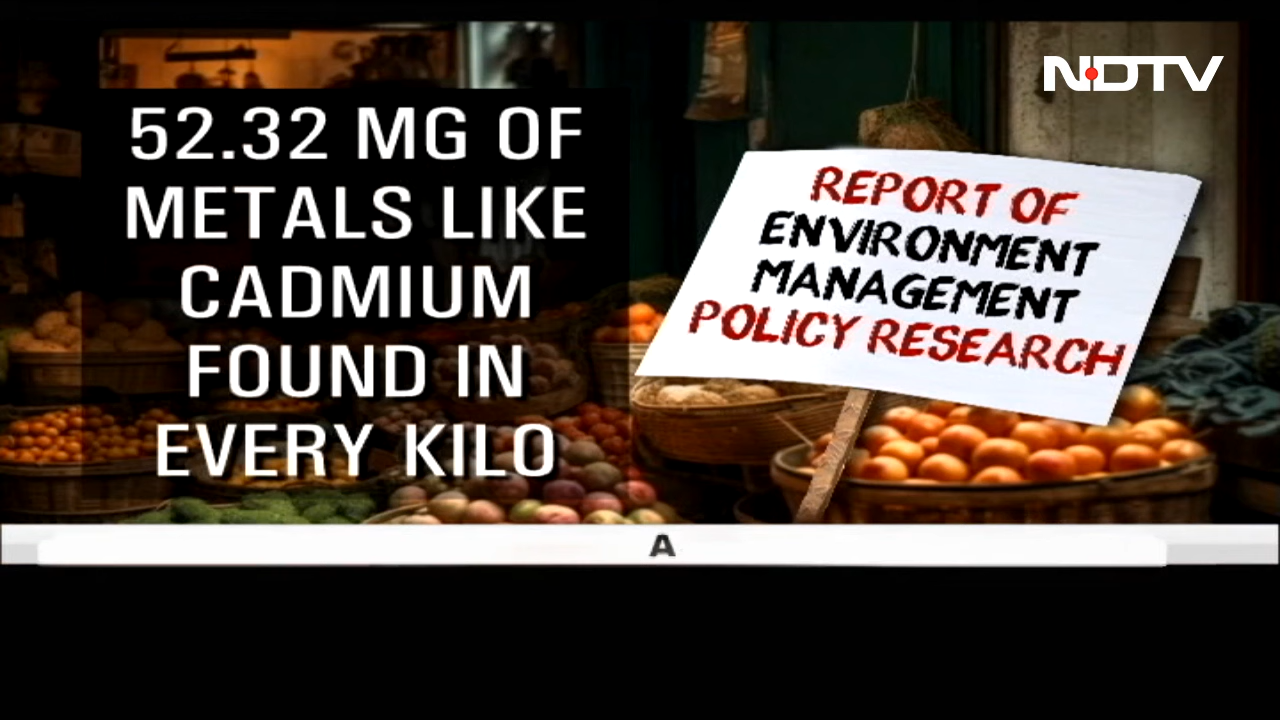 NDTV
52.32 MG OF
METALS LIKE
CADMIUM
FOUND IN
EVERY KILO
REPORT OF
ENVIRONMENT
MANAGEMENT
POLICY RESEARCH
A